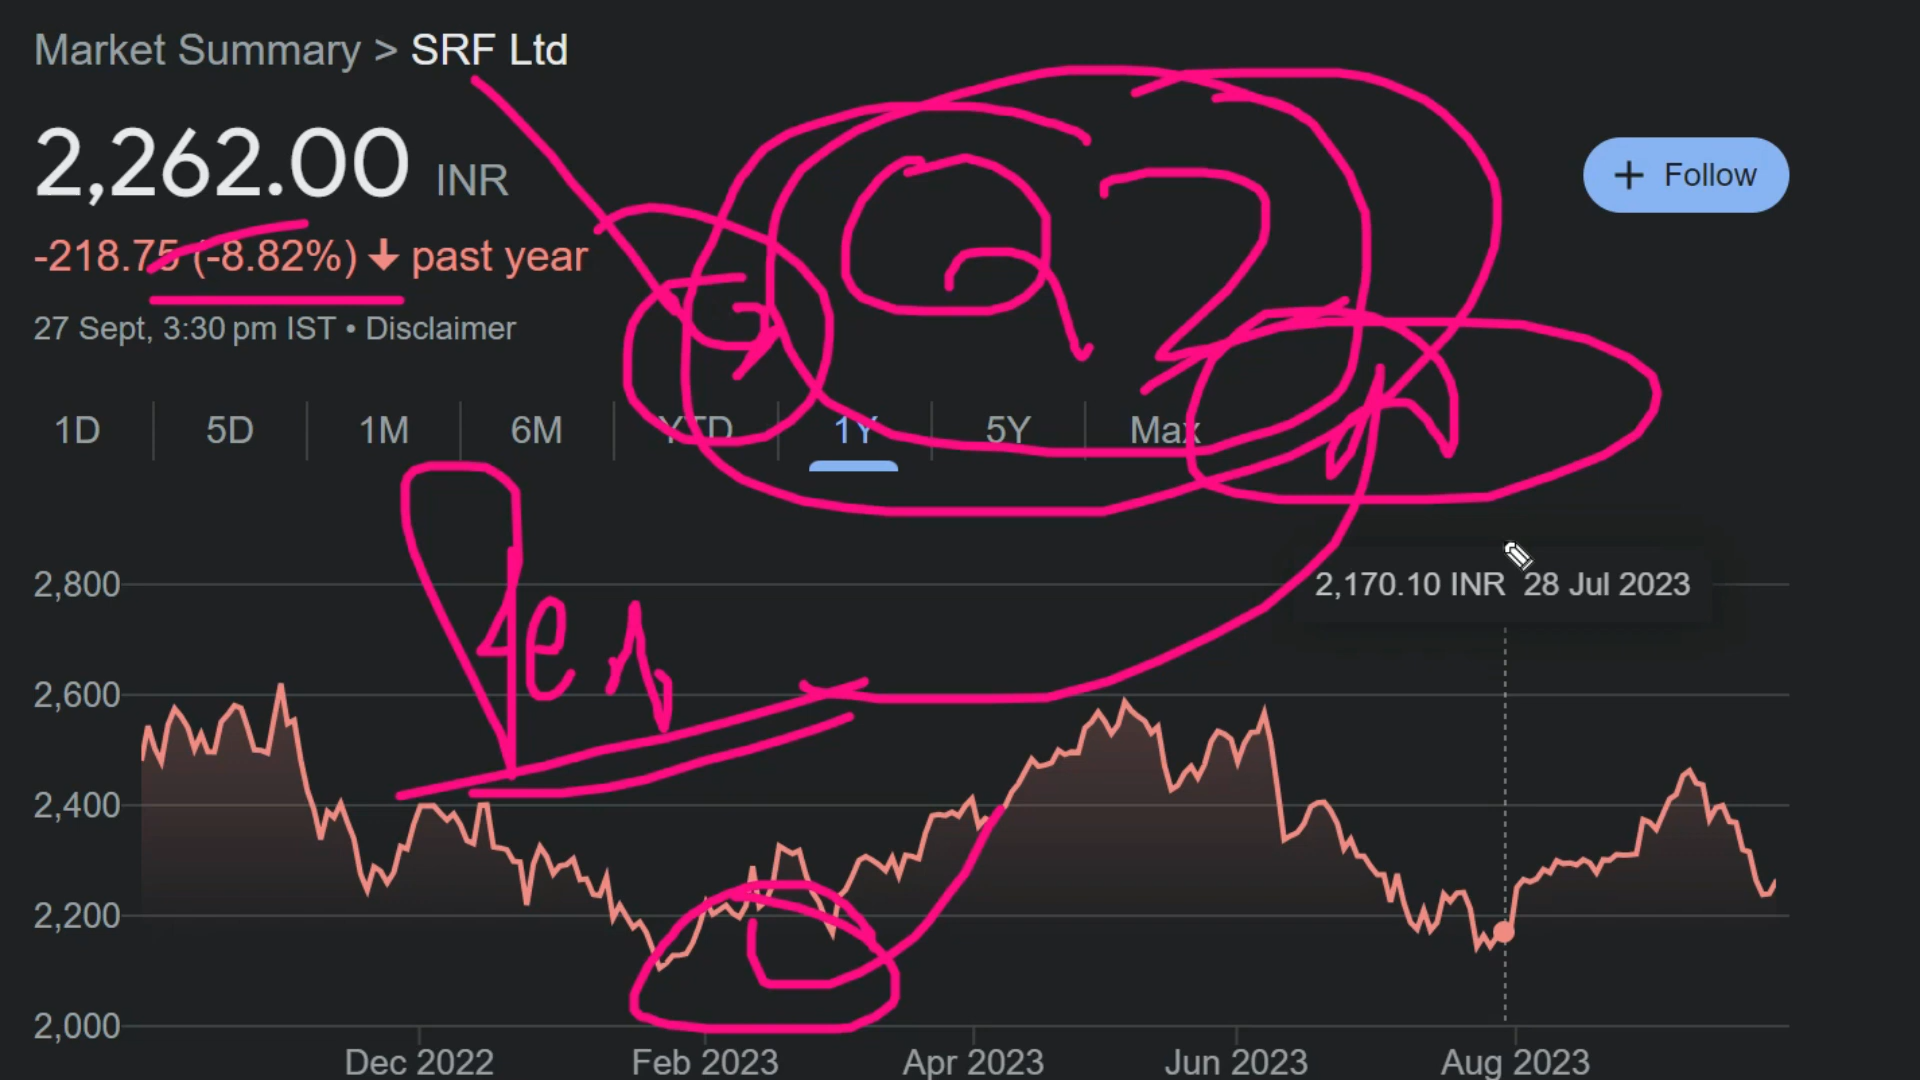 Market Summary > SRF Ltd
2,262.00 INR
+ Follow
-218.75 (-8.82%) ↓ past year
27 Sept, 3:30 pm IST • Disclaimer
1D 5D 1M 6M YTD 1Y 5Y Max
2,170.10 INR 28 Jul 2023
2,800
2,600
2,400
2,200
2,000
Dec 2022 Feb 2023 Apr 2023 Jun 2023 Aug 2023